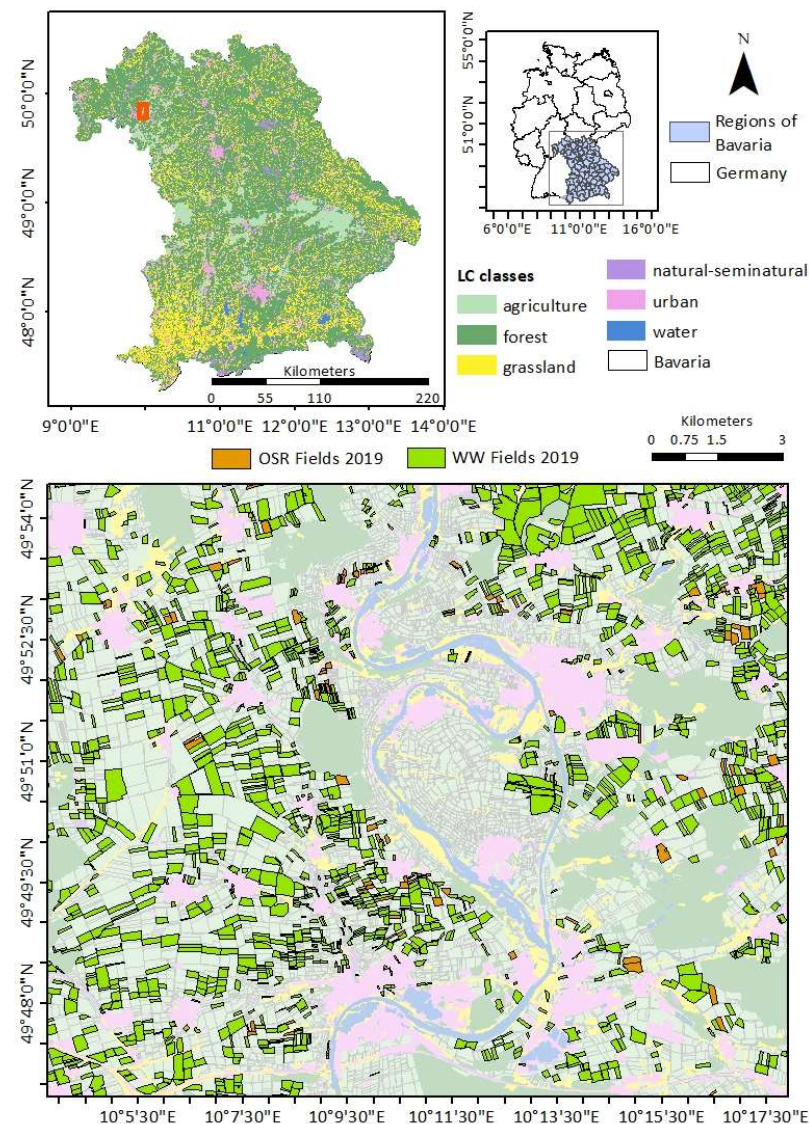 50°0'0"N
49°0'0"N
48°0'0"N
Kilometers
0 55 110 220
9°0'0"E 11°0'0"E 12°0'0"E 13°0'0"E 14°0'0"E
55°0'0"N
51°0'0"N
6°0'0"E 11°0'0"E 16°0'0"E
N
Regions of
Bavaria
Germany
LC classes
agriculture
forest
grassland
natural-seminatural
urban
water
Bavaria
Kilometers
0 0.75 1.5 3
OSR Fields 2019 WW Fields 2019
49°54'0"N
49°52'30"N
49°51'0"N
49°49'30"N
49°48'0"N
10°5'30"E 10°7'30"E 10°9'30"E 10°11'30"E 10°13'30"E 10°15'30"E 10°17'30"E